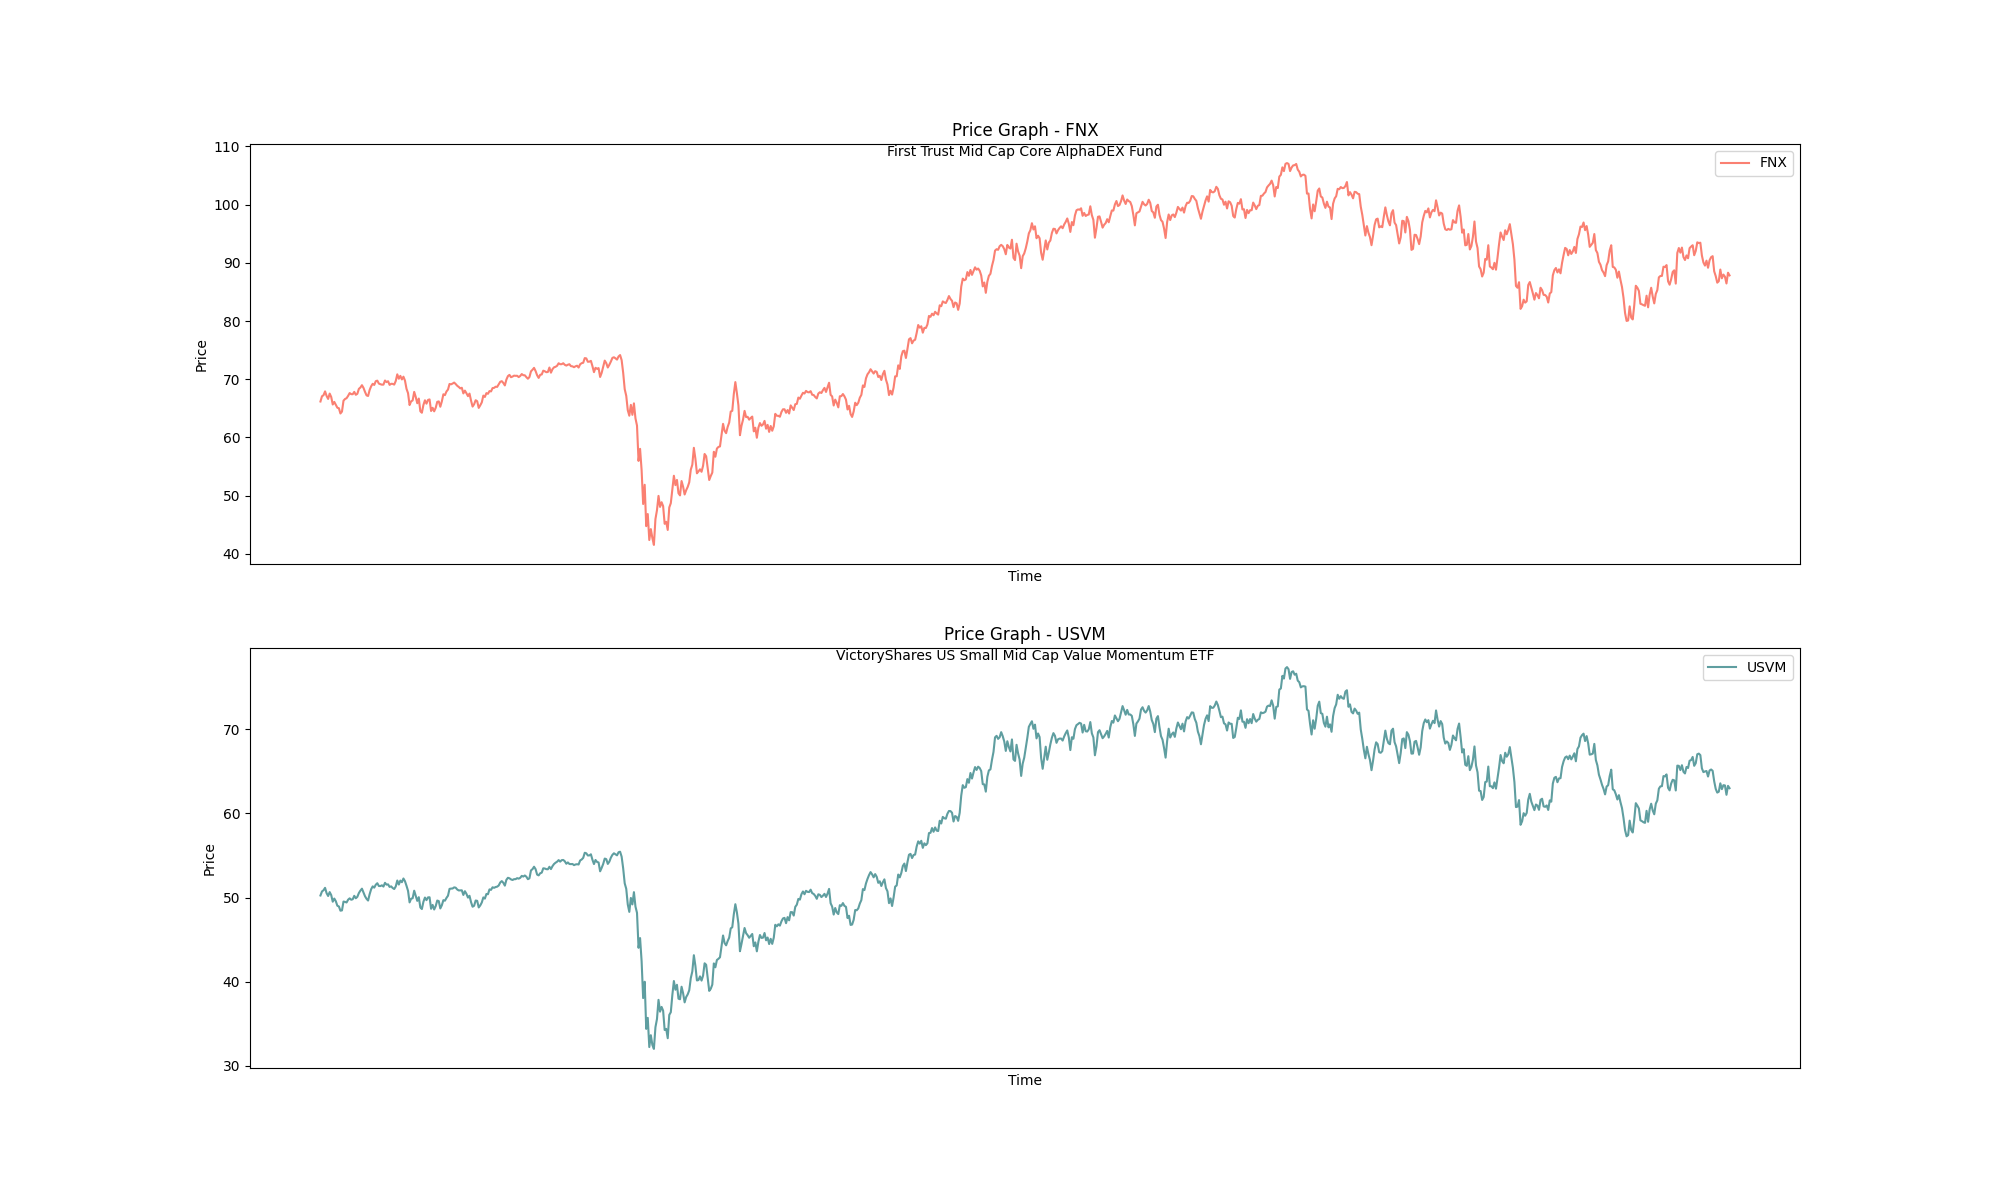 Price Graph - FNX
First Trust Mid Cap Core AlphaDEX Fund
FNX
110
100
90
80
70
60
50
40
Price
Time
Price Graph - USVM
VictoryShares US Small Mid Cap Value Momentum ETF
USVM
70
60
50
40
30
Price
Time